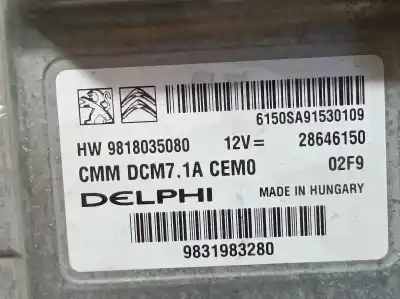 6150SA91530109
HW 9818035080 12V= 28646150
CMM DCM7.1A CEM0 02F9
DELPHI MADE IN HUNGARY
9831983280